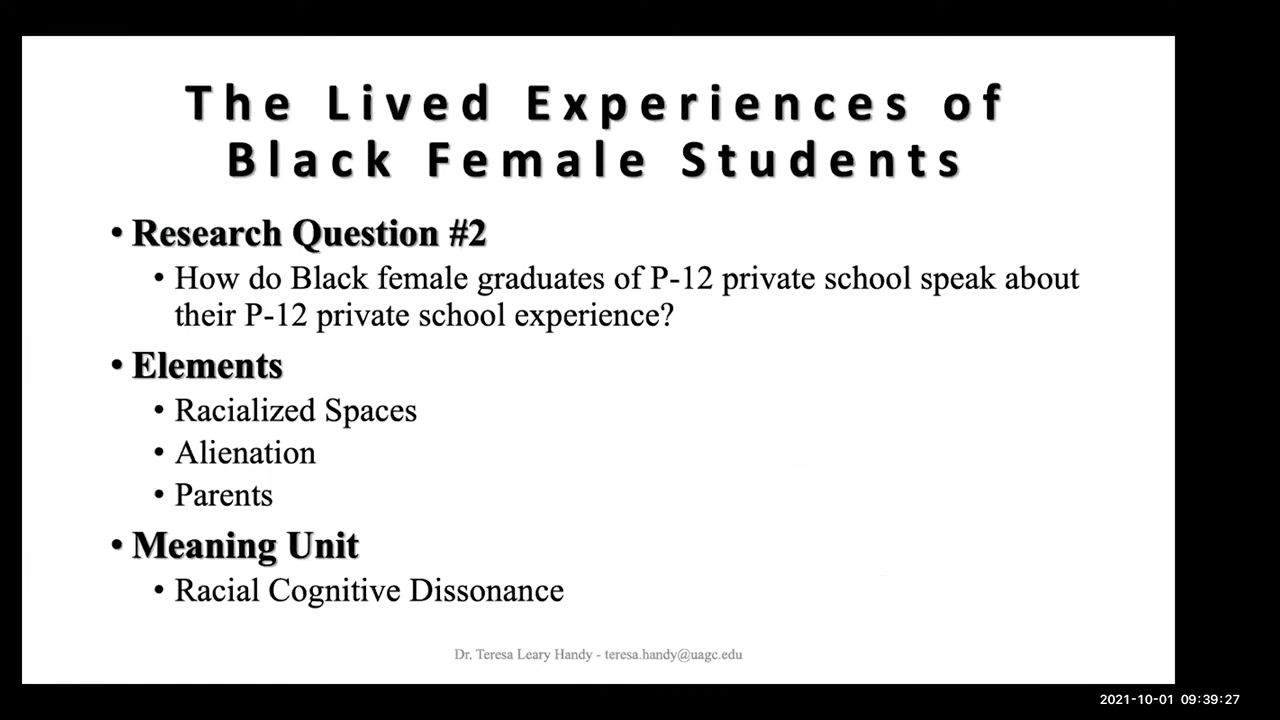 The Lived Experiences of
Black Female Students
• Research Question #2
• How do Black female graduates of P-12 private school speak about
their P-12 private school experience?
• Elements
• Racialized Spaces
• Alienation
• Parents
• Meaning Unit
• Racial Cognitive Dissonance
Dr. Teresa Leary Handy - teresa.handy@uagc.edu
2021-10-01 09:39:27